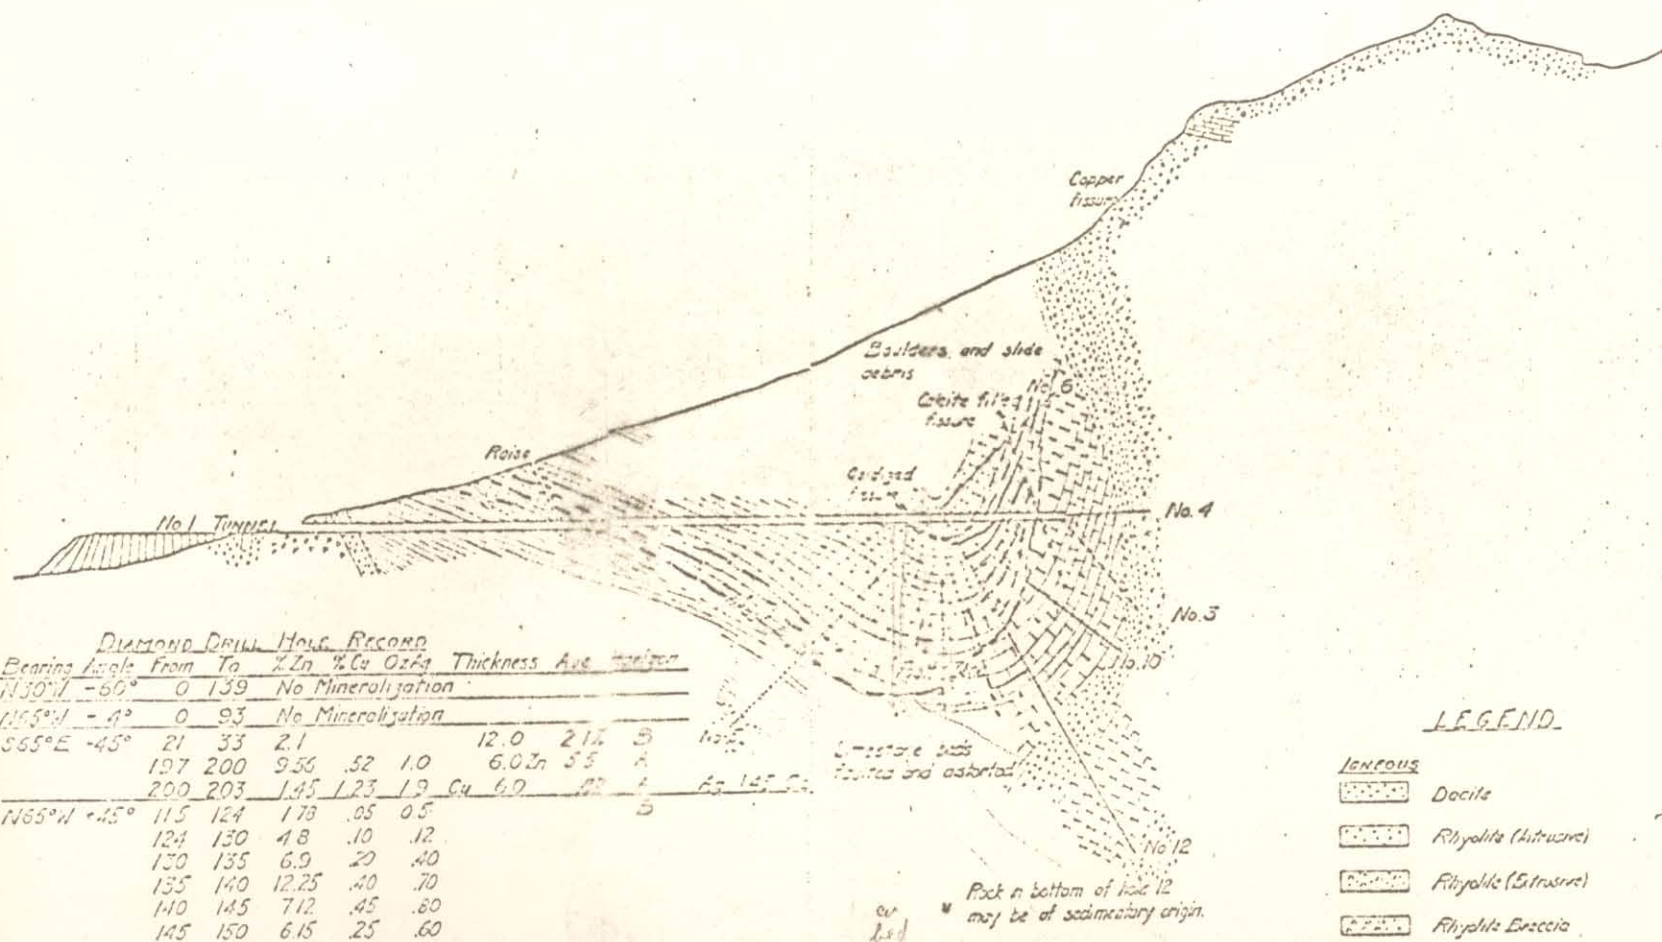 Copper
fissure
Boulders and slide
debris
No. 6
Calcite filled
fissure
Raise
Oxidized
fissure
No. 1 TUNNEL
No. 4
No. 3
No. 10
DIAMOND DRILL HOLE RECORD
Bearing Angle From To %Zn %Cu OzAg Thickness Ave
N30°W -60° 0 139 No Mineralization
N65°W - 4° 0 93 No Mineralization
S65°E -45° 21 33 2.1 12.0 B
197 200 .52 1.0 6.0 Zn A
200 203 1.45 1.23 1.9 Cu 6.0 A
N65°W +45° 115 124 1.78 .05 0.5 B
124 130 4.8 .10 .12
130 135 6.9 .20 .40
135 140 12.25 .40 .70
140 145 7.12 .45 .80
145 150 6.15 .25 .60
Limestone beds
faulted and distorted
No 12
Rock in bottom of hole 12
may be of sedimentary origin.
LEGEND
IGNEOUS
Dacite
Rhyolite (Intrusive)
Rhyolite (Extrusive)
Rhyolite Breccia